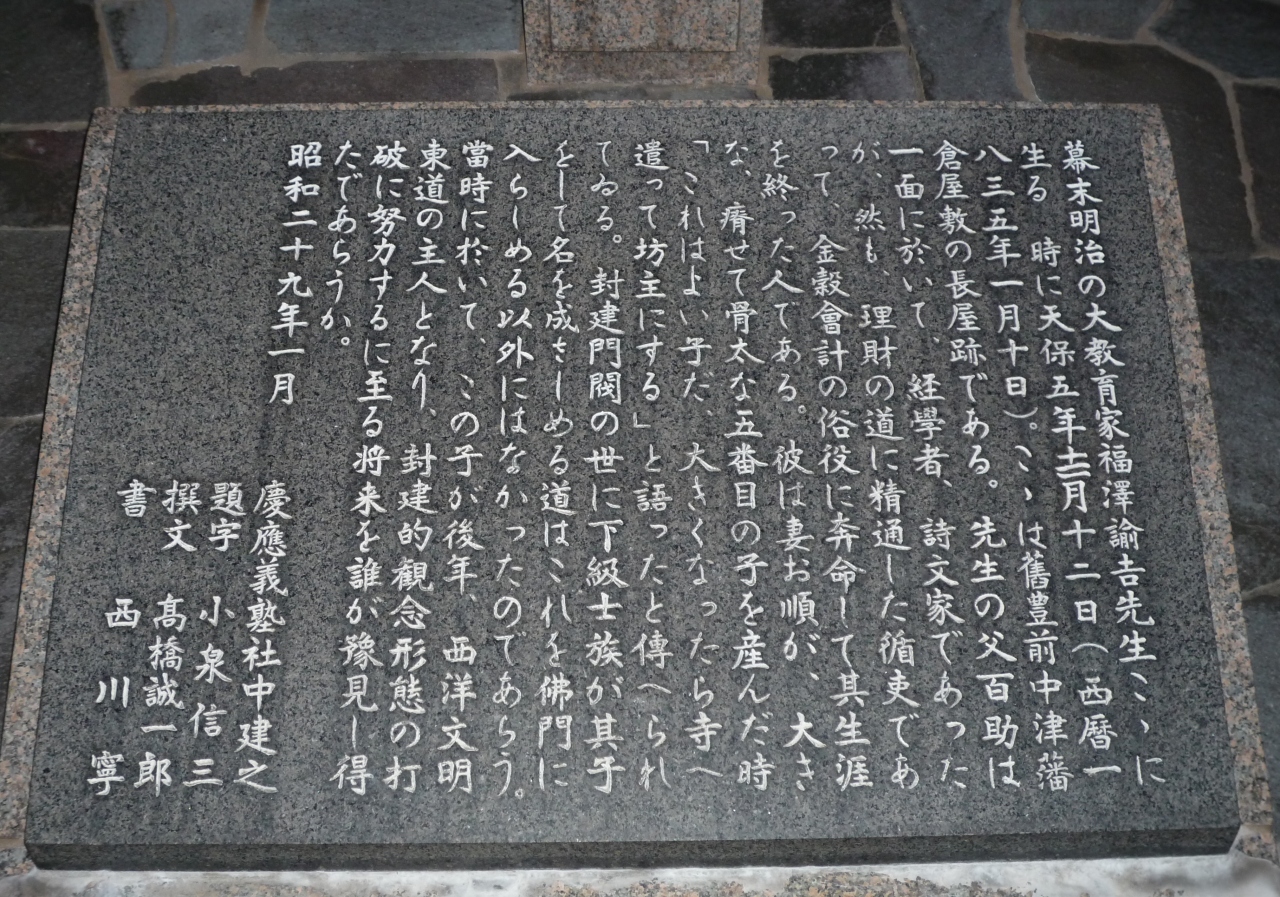 幕末明治の大教育家福澤諭吉先生こゝに
生る　時に天保五年十二月十二日（西暦一
八三五年一月十日）。こゝは舊豊前中津藩
倉屋敷の長屋跡である。先生の父百助は
一面に於いて、経學者、詩文家であった
が、然も、理財の道に精通した循吏であ
って、金穀會計の俗役に奔命して其生涯
を終った人である。彼は妻お順が、大き
な、瘠せて骨太な五番目の子を産んだ時
「これはよい子だ、大きくなったら寺へ
遣って坊主にする」と語ったと傳へられ
てゐる。封建門閥の世に下級士族が其子
をして名を成さしめる道はこれを佛門に
入らしめる以外にはなかったのであらう。
當時に於いて、この子が後年、西洋文明
東道の主人となり、封建的観念形態の打
破に努力するに至る将来を誰が豫見し得
たであらうか。
昭和二十九年一月
慶應義塾社中建之
題字　小泉信三
撰文　髙橋誠一郎
書　西川寧